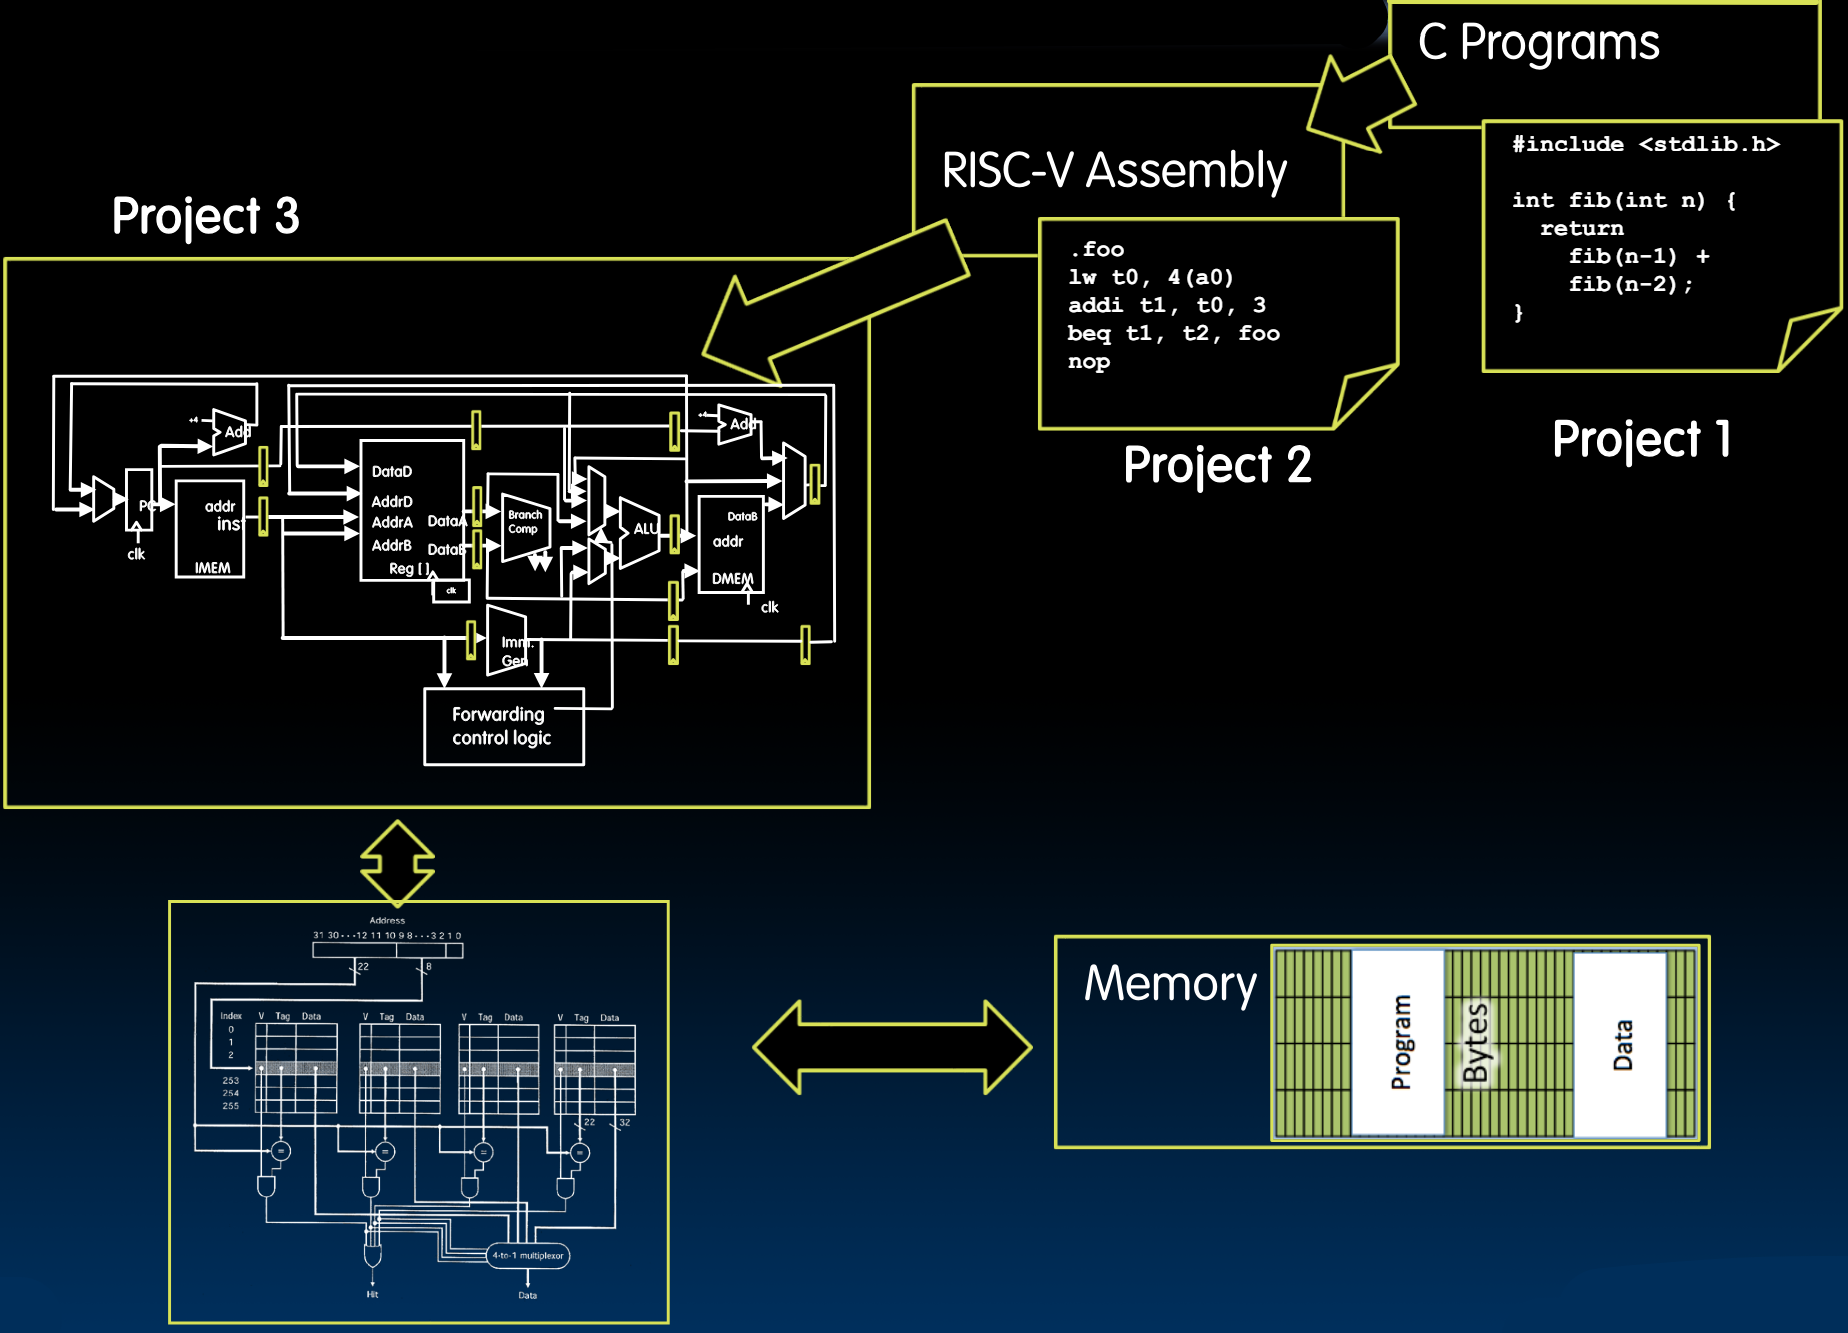 C Programs
#include <stdlib.h>
int fib(int n) {
return
fib(n-1) +
fib(n-2);
}
Project 1
RISC-V Assembly
.foo
lw t0, 4(a0)
addi t1, t0, 3
beq t1, t2, foo
nop
Project 2
Project 3
+4
Add
PC
clk
addr
inst
IMEM
DataD
AddrD
AddrA
AddrB
DataA
DataB
Reg [ ]
clk
Branch
Comp
ALU
+4
Add
DataB
addr
DMEM
clk
Imm.
Gen
Forwarding
control logic
Address
31 30 · · · 12 11 10 9 8 · · · 3 2 1 0
22
8
Index V Tag Data V Tag Data V Tag Data V Tag Data
0
1
2
253
254
255
22
32
=
=
=
=
4-to-1 multiplexor
Hit
Data
Memory
Program
Bytes
Data